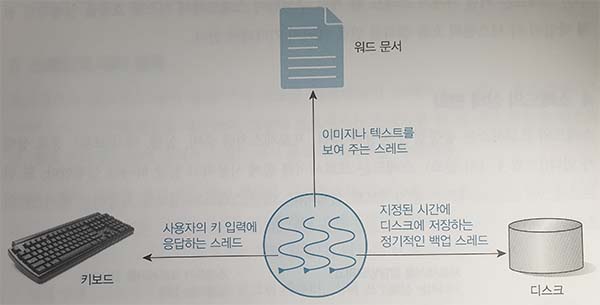 워드 문서
이미지나 텍스트를
보여 주는 스레드
사용자의 키 입력에
응답하는 스레드
지정된 시간에
디스크에 저장하는
정기적인 백업 스레드
키보드
디스크